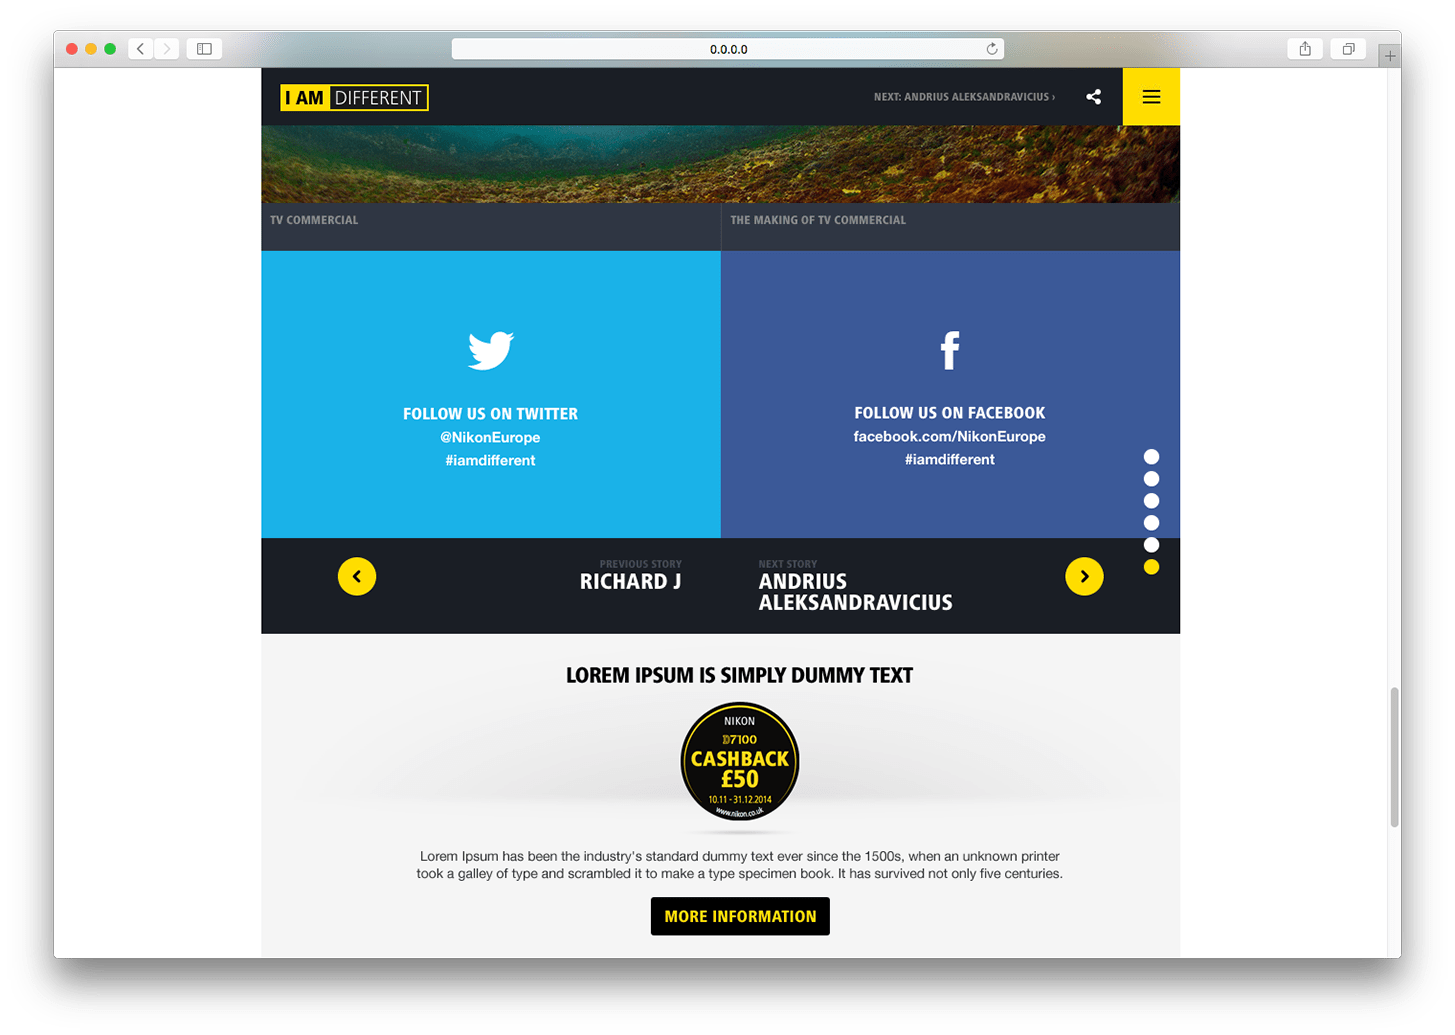 0.0.0.0
I AM DIFFERENT
NEXT: ANDRIUS ALEKSANDRAVICIUS ›
TV COMMERCIAL
THE MAKING OF TV COMMERCIAL
FOLLOW US ON TWITTER
@NikonEurope
#iamdifferent
FOLLOW US ON FACEBOOK
facebook.com/NikonEurope
#iamdifferent
PREVIOUS STORY
RICHARD J
NEXT STORY
ANDRIUS
ALEKSANDRAVICIUS
LOREM IPSUM IS SIMPLY DUMMY TEXT
NIKON
D7100
CASHBACK
£50
10.11 - 31.12.2014
www.nikon.co.uk
Lorem Ipsum has been the industry's standard dummy text ever since the 1500s, when an unknown printer
took a galley of type and scrambled it to make a type specimen book. It has survived not only five centuries.
MORE INFORMATION